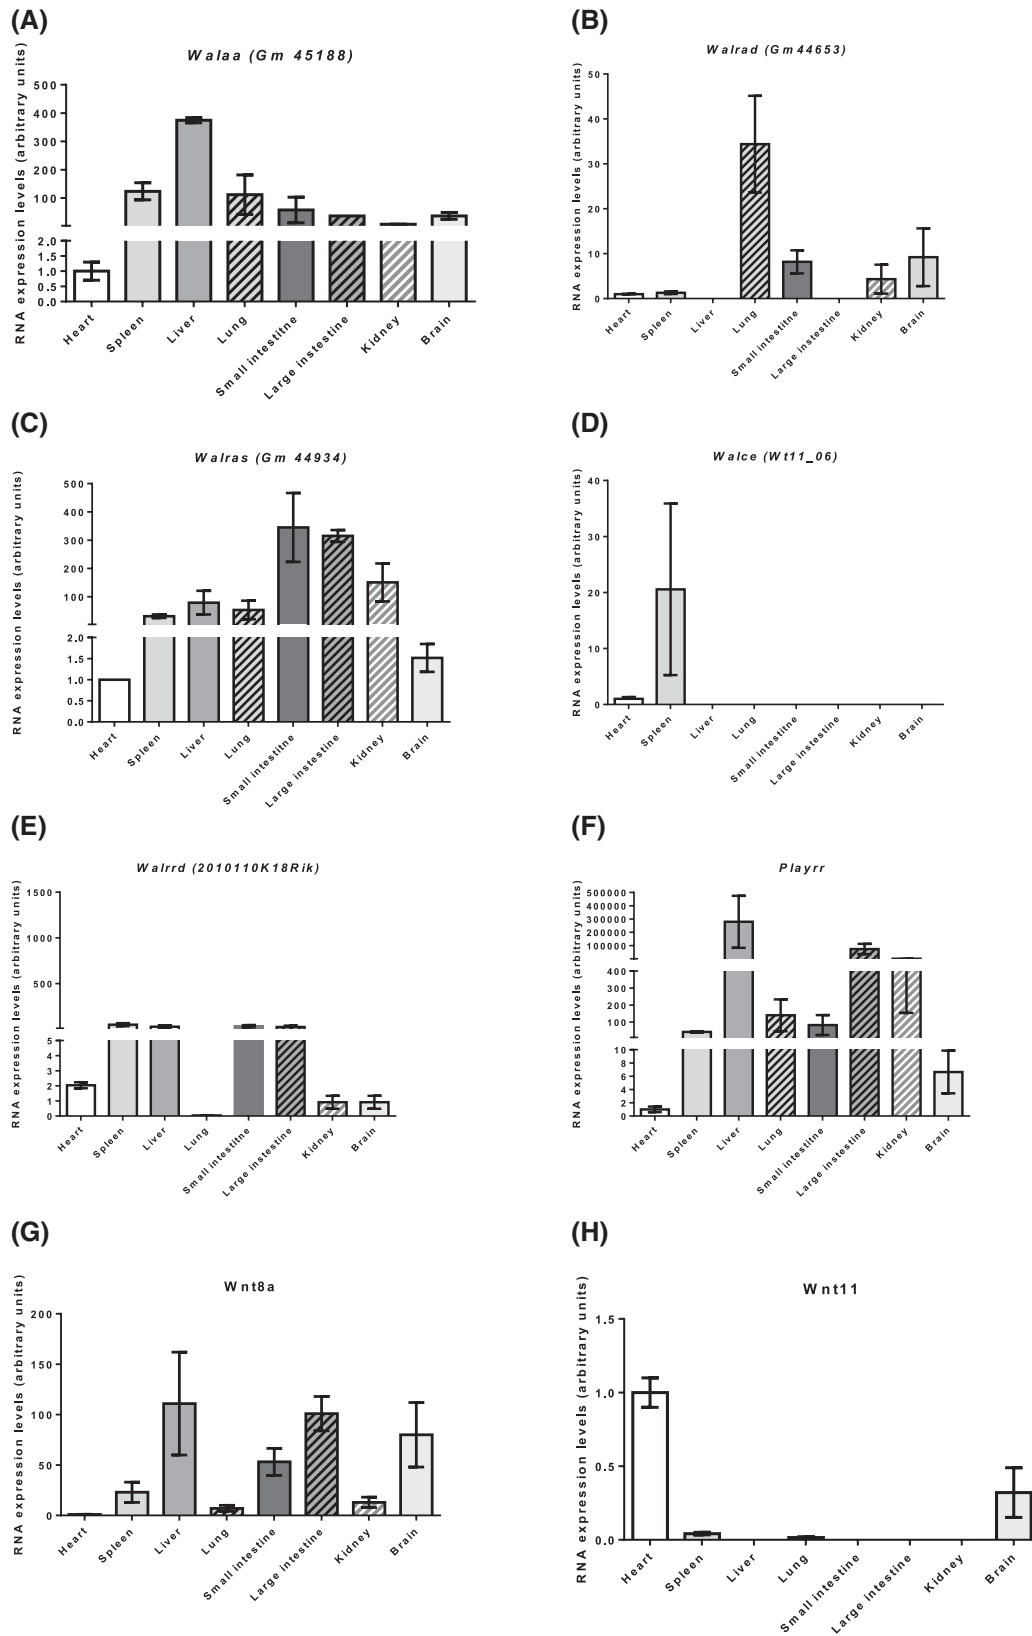 (A)
Walaa (Gm 45188)
RNA expression levels (arbitrary units)
500
400
300
200
100
2.0
1.5
1.0
0.5
0.0
Heart
Spleen
Liver
Lung
Small intestitne
Large instestine
Kidney
Brain
(B)
Walrad (Gm44653)
RNA expression levels (arbitrary units)
50
40
30
20
10
0
Heart
Spleen
Liver
Lung
Small intestitne
Large intestine
Kidney
Brain
(C)
Walras (Gm 44934)
RNA expression levels (arbitrary units)
500
400
300
200
100
2.0
1.5
1.0
0.5
0.0
Heart
Spleen
Liver
Lung
Small intestitne
Large instestine
Kidney
Brain
(D)
Walce (Wt11_06)
RNA expression levels (arbitrary units)
40
30
20
10
0
Heart
Spleen
Liver
Lung
Small intestitne
Large instestine
Kidney
Brain
(E)
Walrrd (2010110K18Rik)
RNA expression levels (arbitrary units)
1500
1000
500
5
4
3
2
1
0
Heart
Spleen
Liver
Lung
Small intestitne
Large instestine
Kidney
Brain
(F)
Playrr
RNA expression levels (arbitrary units)
500000
400000
300000
200000
100000
400
300
200
100
10
8
6
4
2
0
Heart
Spleen
Liver
Lung
Small intestitne
Large instestine
Kidney
Brain
(G)
Wnt8a
RNA expression levels (arbitrary units)
200
150
100
50
0
Heart
Spleen
Liver
Lung
Small intestine
Large intestine
Kidney
Brain
(H)
Wnt11
RNA expression levels (arbitrary units)
1.5
1.0
0.5
0.0
Heart
Spleen
Liver
Lung
Small intestine
Large intestine
Kidney
Brain